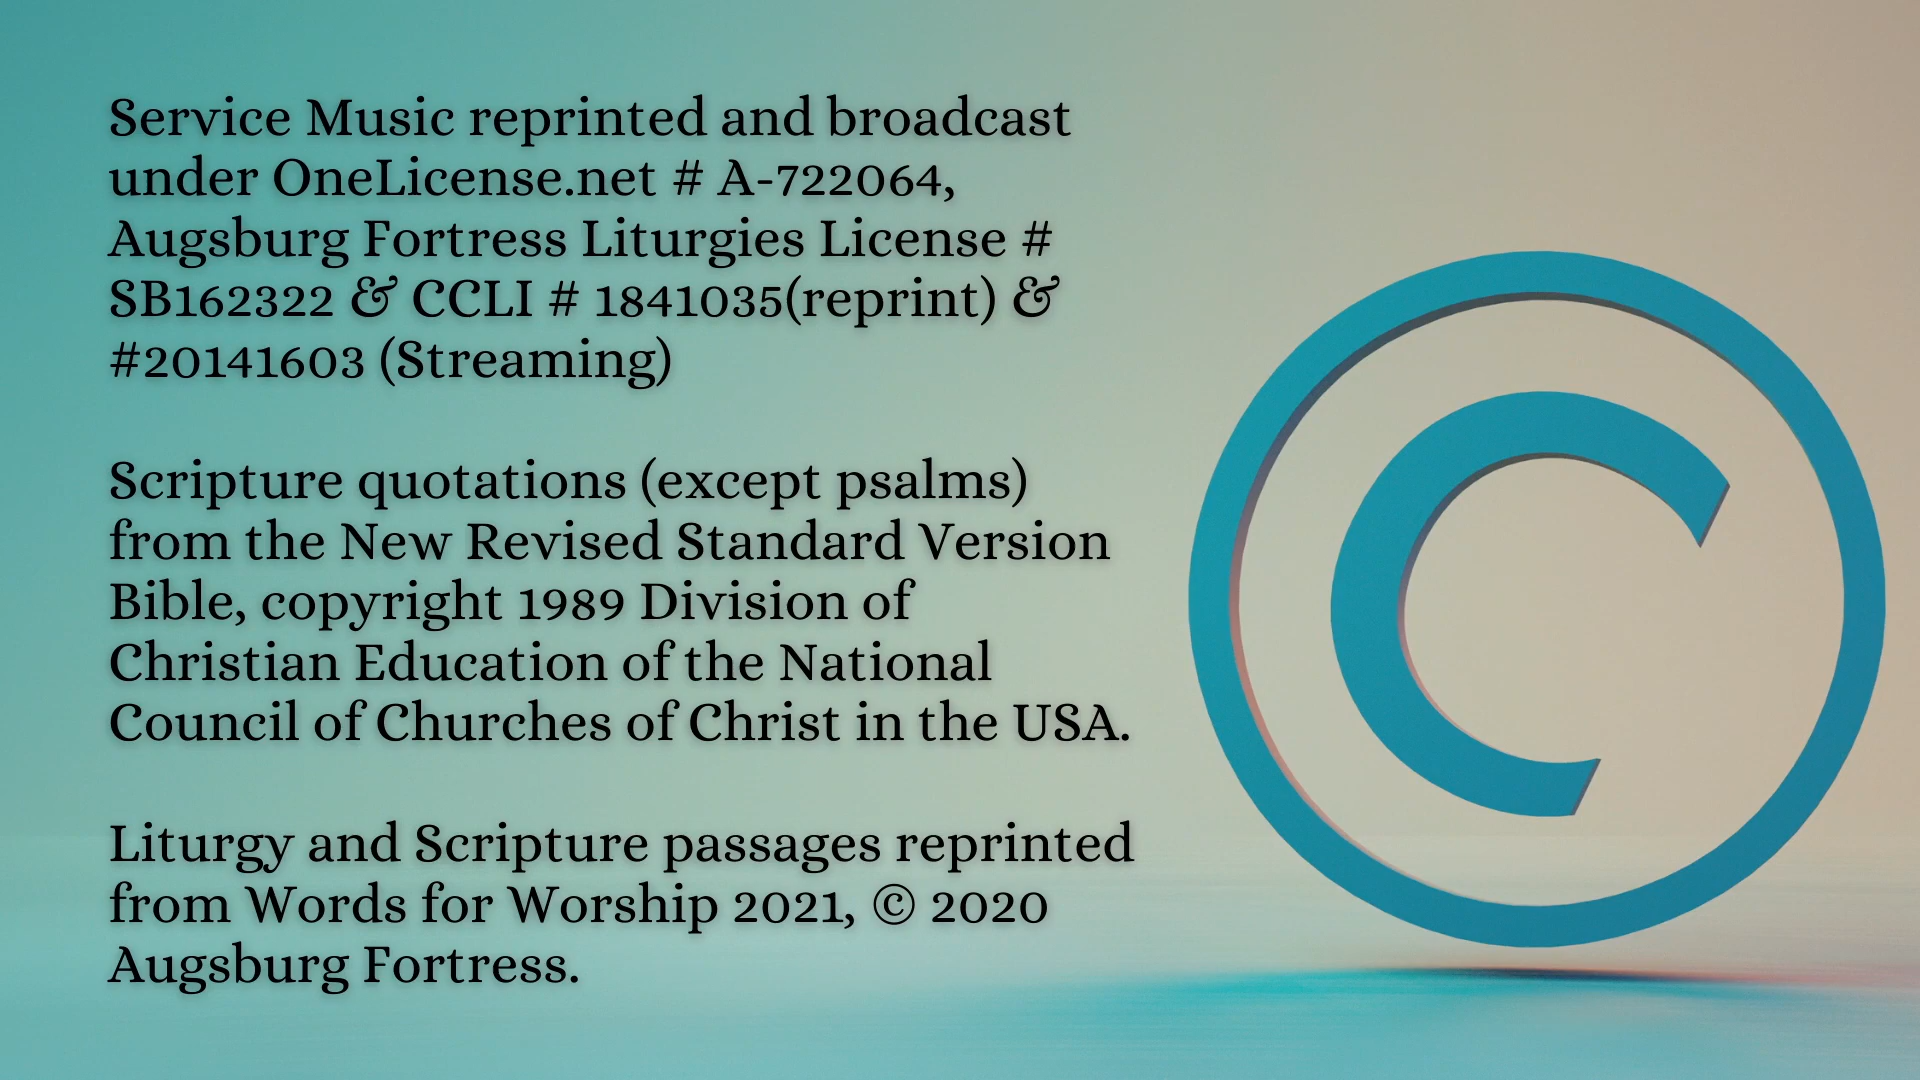 Service Music reprinted and broadcast
under OneLicense.net # A-722064,
Augsburg Fortress Liturgies License #
SB162322 & CCLI # 1841035(reprint) &
#20141603 (Streaming)
Scripture quotations (except psalms)
from the New Revised Standard Version
Bible, copyright 1989 Division of
Christian Education of the National
Council of Churches of Christ in the USA.
Liturgy and Scripture passages reprinted
from Words for Worship 2021, © 2020
Augsburg Fortress.
©